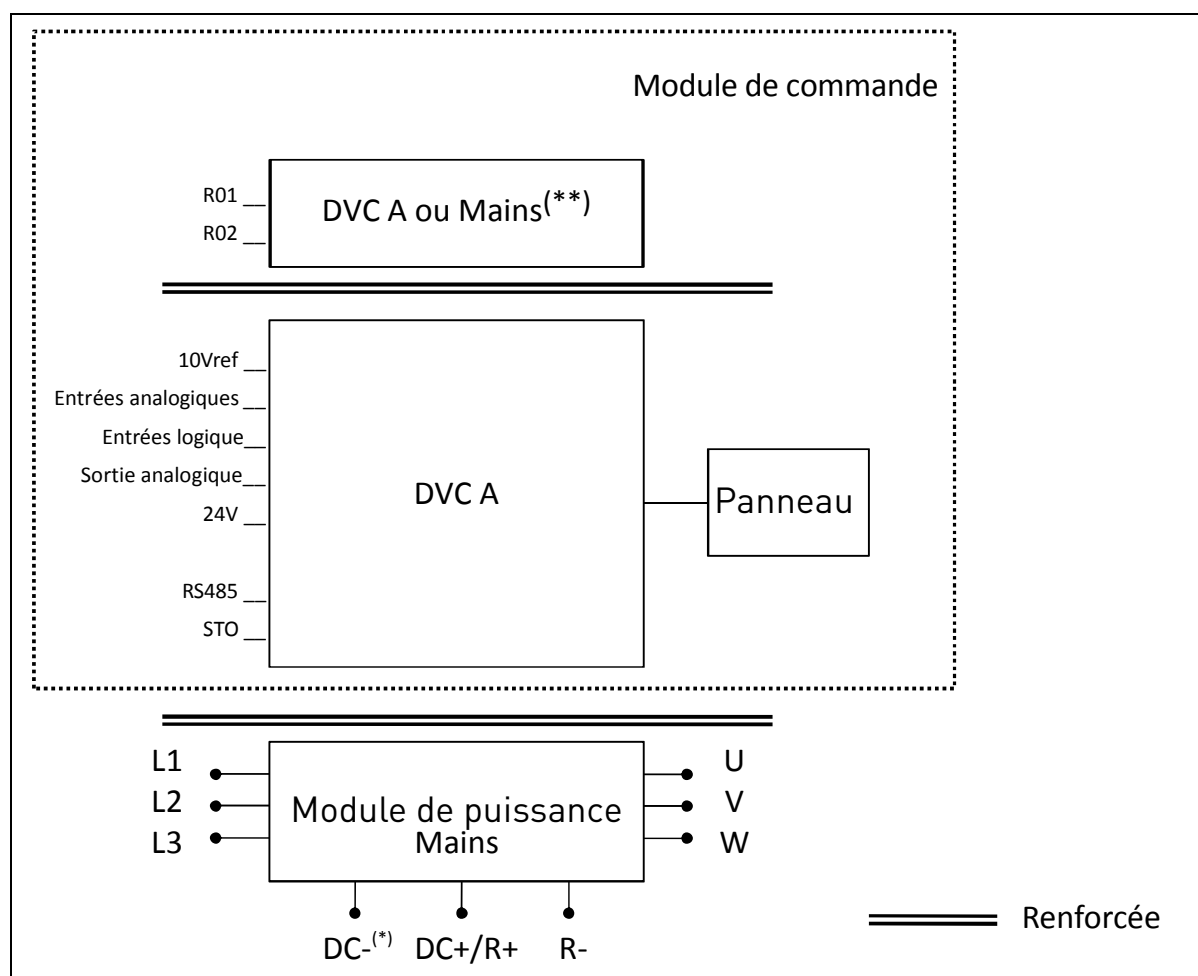 Module de commande
R01
R02
DVC A ou Mains(**)
10Vref
Entrées analogiques
Entrées logique
Sortie analogique
24V
RS485
STO
DVC A
Panneau
L1
L2
L3
Module de puissance
Mains
U
V
W
DC-(*) DC+/R+ R-
Renforcée